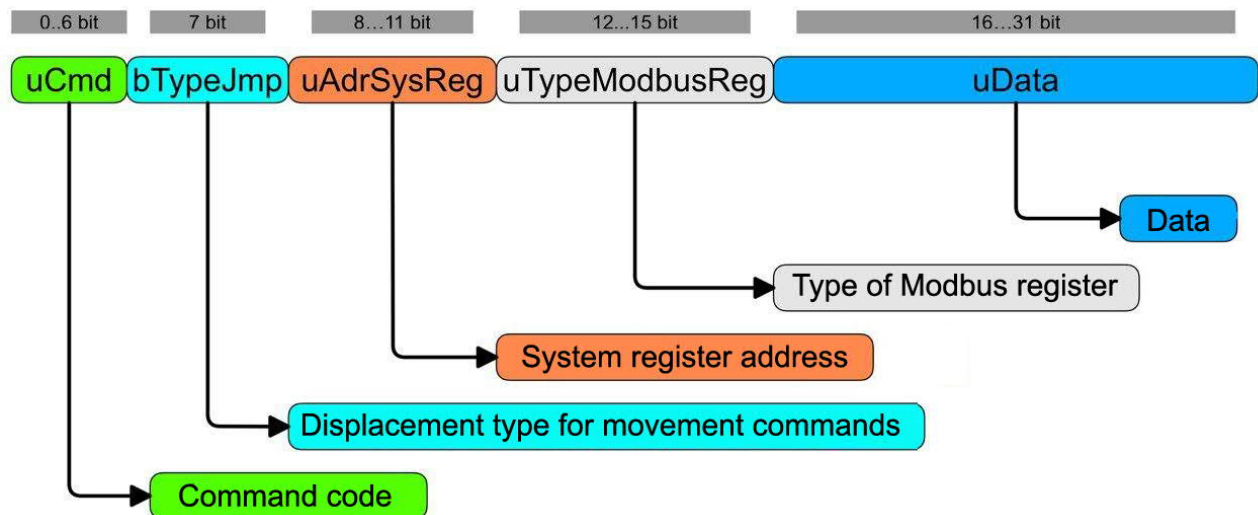 0..6 bit 7 bit 8...11 bit 12...15 bit 16...31 bit
uCmd bTypeJmp uAdrSysReg uTypeModbusReg uData
Data
Type of Modbus register
System register address
Displacement type for movement commands
Command code